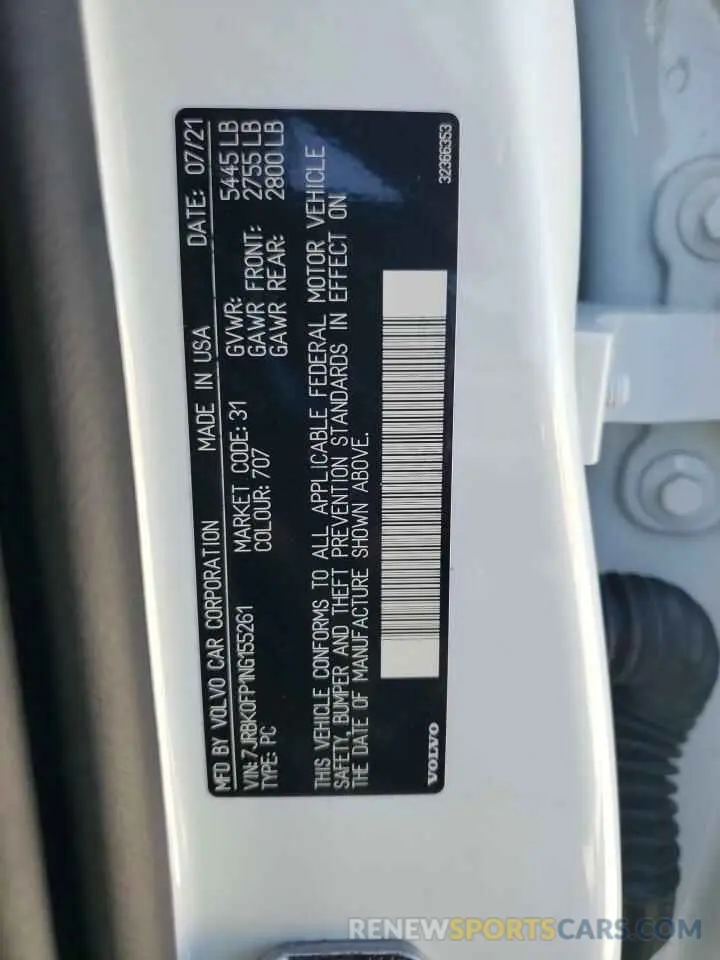 MFD BY VOLVO CAR CORPORATION MADE IN USA DATE: 07/21
VIN: 7JRBK0FP1NG155261 MARKET CODE: 31 GVWR: 5445 LB
TYPE: PC COLOUR: 707 GAWR FRONT: 2755 LB
GAWR REAR: 2800 LB
THIS VEHICLE CONFORMS TO ALL APPLICABLE FEDERAL MOTOR VEHICLE
SAFETY, BUMPER AND THEFT PREVENTION STANDARDS IN EFFECT ON
THE DATE OF MANUFACTURE SHOWN ABOVE.
VOLVO 32366353
RENEWSPORTSCARS.COM